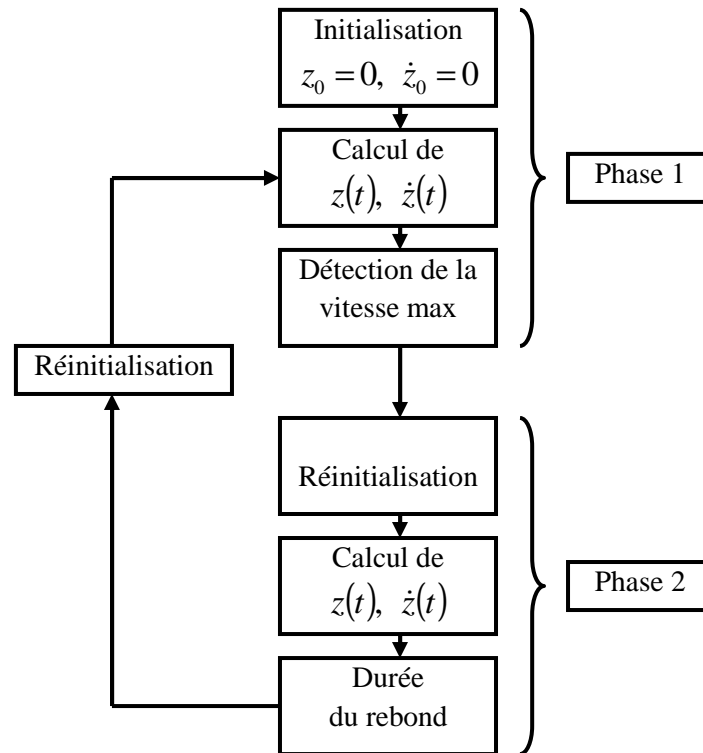 Initialisation
z₀ = 0, ż₀ = 0
Calcul de
z(t), ż(t)
Phase 1
Détection de la
vitesse max
Réinitialisation
Réinitialisation
Calcul de
z(t), ż(t)
Phase 2
Durée
du rebond